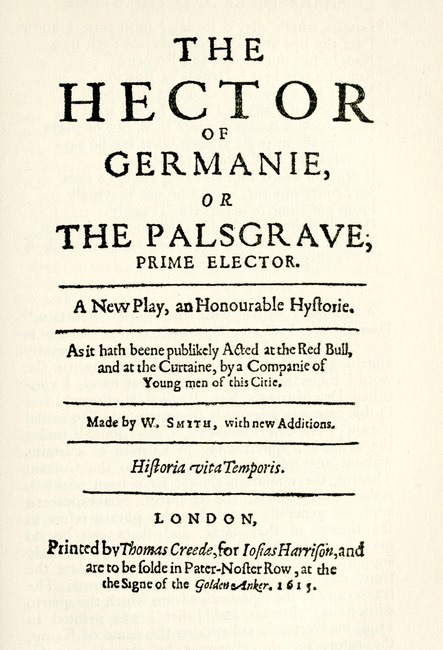 THE
HECTOR
OF
GERMANIE,
OR
THE PALSGRAVE,
PRIME ELECTOR.
A New Play, an Honourable Hyſtorie.
As it hath beene publikely Acted at the Red Bull,
and at the Curtaine, by a Companie of
Young men of this Citie.
Made by W. SMITH, with new Additions.
Hiſtoria vita Temporis.
LONDON,
Printed by Thomas Creede, for Ioſias Harriſon, and
are to be ſolde in Pater-Noſter Row, at the
the Signe of the Golden Anker. 1615.